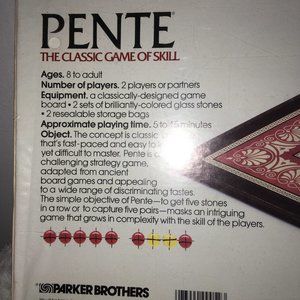 PENTE®
THE CLASSIC GAME OF SKILL
Ages. 8 to adult
Number of players. 2 players or partners
Equipment. a classically-designed game
board • 2 sets of brilliantly-colored glass stones
• 2 resealable storage bags
Approximate playing time. 5 to 15 minutes
Object. The concept is classic
that's fast-paced and easy to
yet difficult to master. Pente is a
challenging strategy game,
adapted from ancient
board games and appealing
to a wide range of discriminating tastes.
The simple objective of Pente—to get five stones
in a row or to capture five pairs—masks an intriguing
game that grows in complexity with the skill of the players.
PARKER BROTHERS